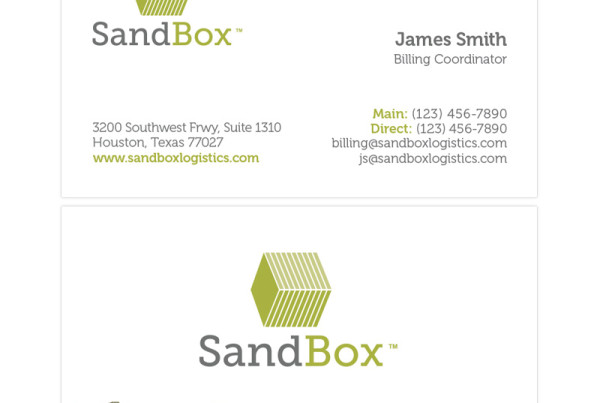 SandBox™
James Smith
Billing Coordinator
3200 Southwest Frwy, Suite 1310
Houston, Texas 77027
www.sandboxlogistics.com
Main: (123) 456-7890
Direct: (123) 456-7890
billing@sandboxlogistics.com
js@sandboxlogistics.com
SandBox™